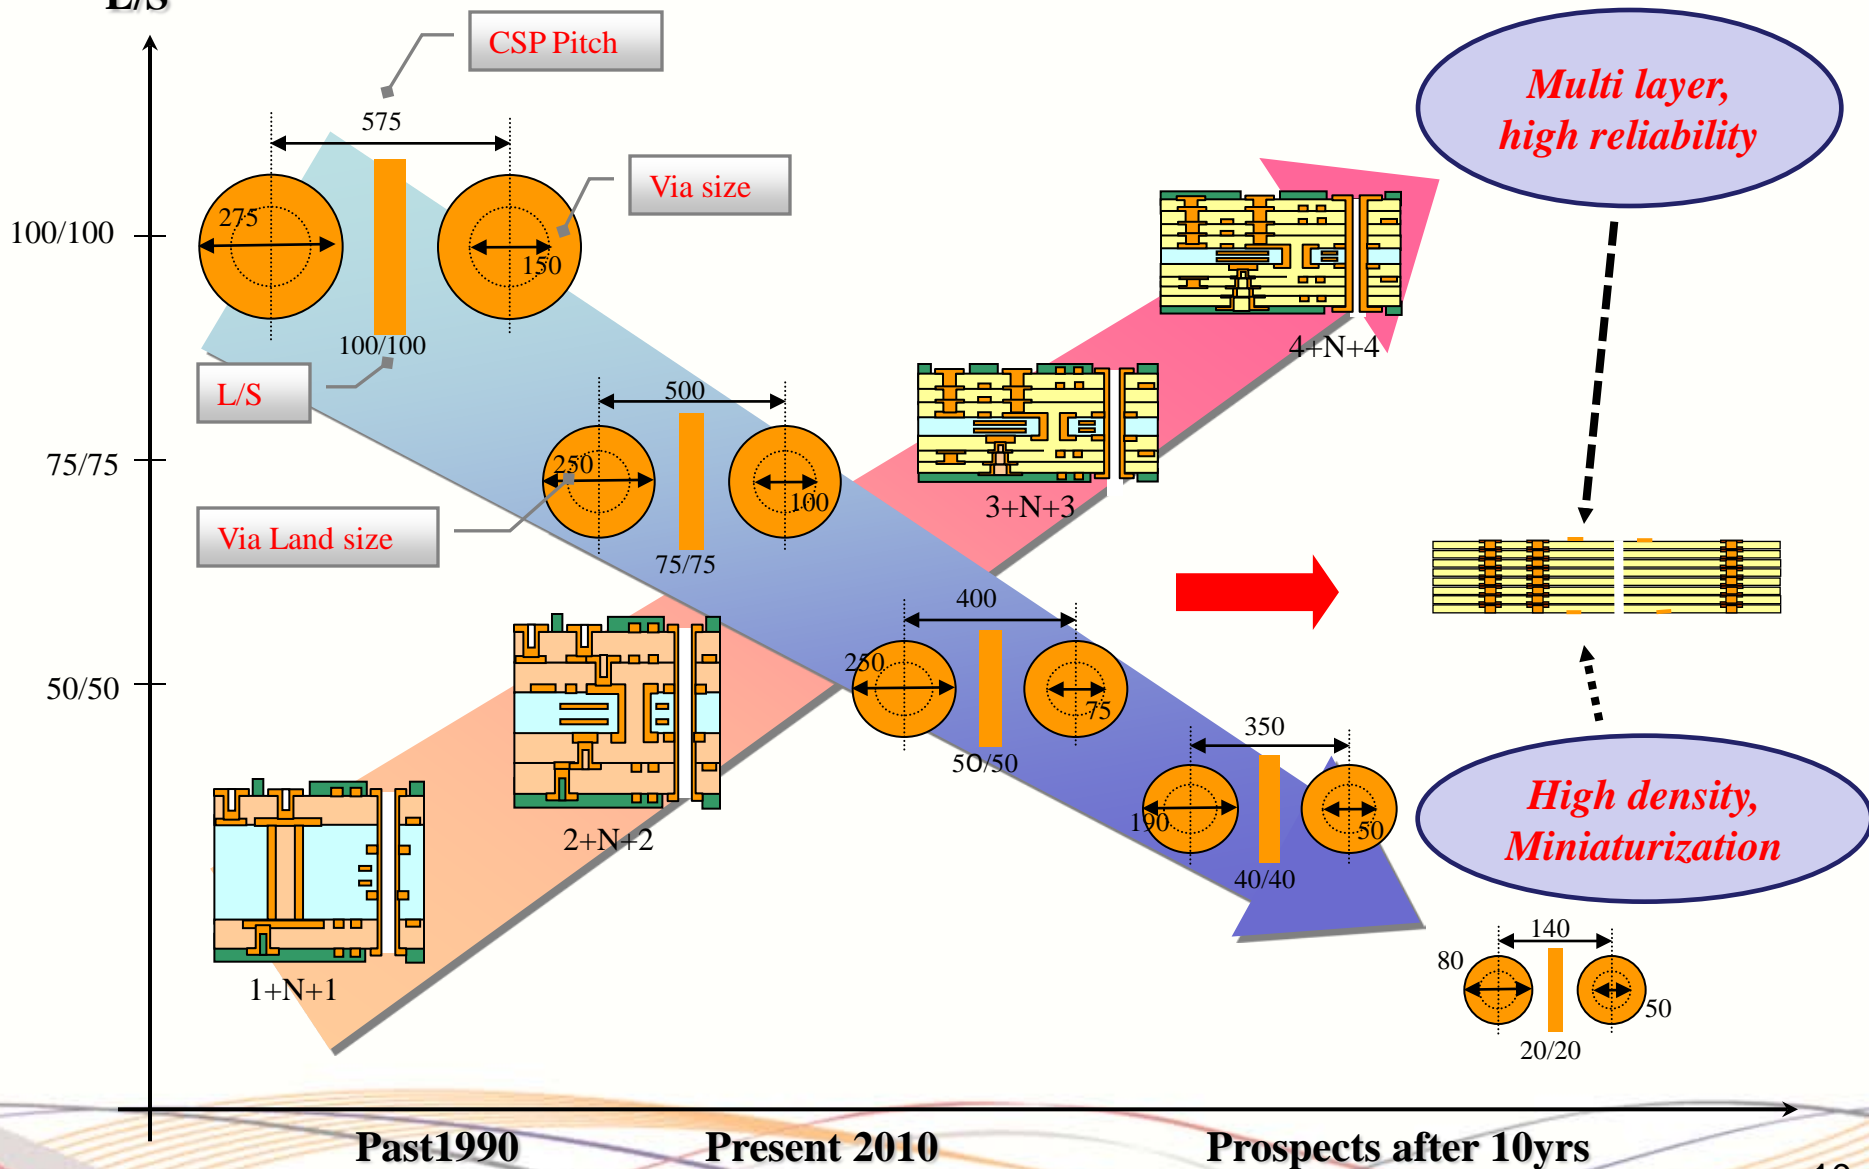 L/S
CSP Pitch
575
Via size
275
150
100/100
100/100
L/S
Multi layer,
high reliability
4+N+4
500
250
100
75/75
75/75
Via Land size
3+N+3
400
250
75
50/50
50/50
2+N+2
350
190
50
40/40
1+N+1
High density,
Miniaturization
140
80
50
20/20
Past1990
Present 2010
Prospects after 10yrs